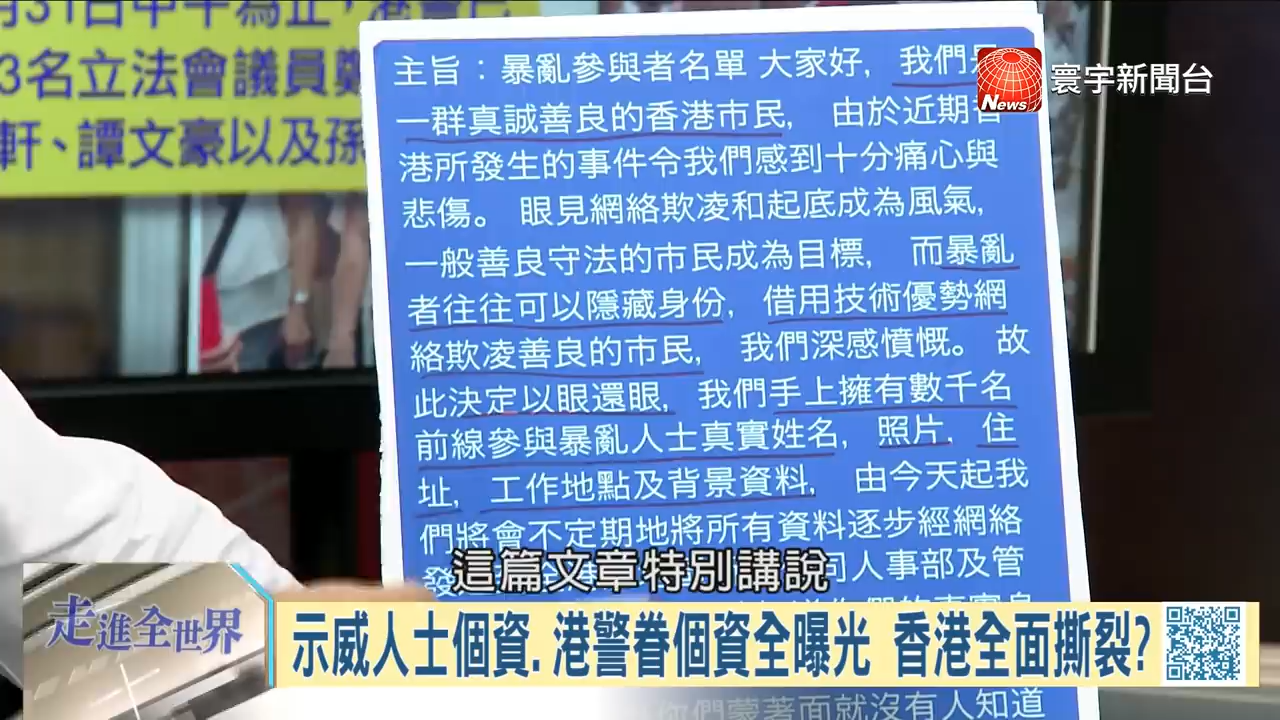 月31日中午為止,港警已
3名立法會議員鄭
軒、譚文豪以及孫
主旨:暴亂參與者名單 大家好, 我們是
一群真誠善良的香港市民, 由於近期香
港所發生的事件令我們感到十分痛心與
悲傷。 眼見網絡欺凌和起底成為風氣,
一般善良守法的市民成為目標, 而暴亂
者往往可以隱藏身份, 借用技術優勢網
絡欺凌善良的市民, 我們深感憤慨。 故
此決定以眼還眼, 我們手上擁有數千名
前線參與暴亂人士真實姓名, 照片, 住
址, 工作地點及背景資料, 由今天起我
們將會不定期地將所有資料逐步經網絡
發
司人事部及管
你們蒙著面就沒有人知道
News
寰宇新聞台
這篇文章特別講說
走進全世界
示威人士個資.港警眷個資全曝光 香港全面撕裂?